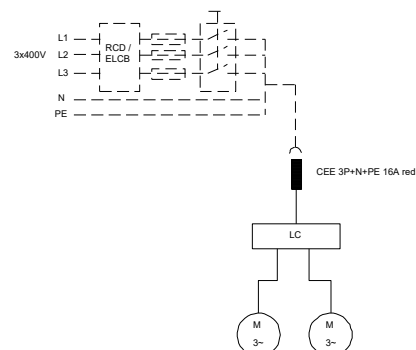 L1
3x400V L2
L3
RCD /
ELCB
N
PE
CEE 3P+N+PE 16A red
LC
M
3~
M
3~